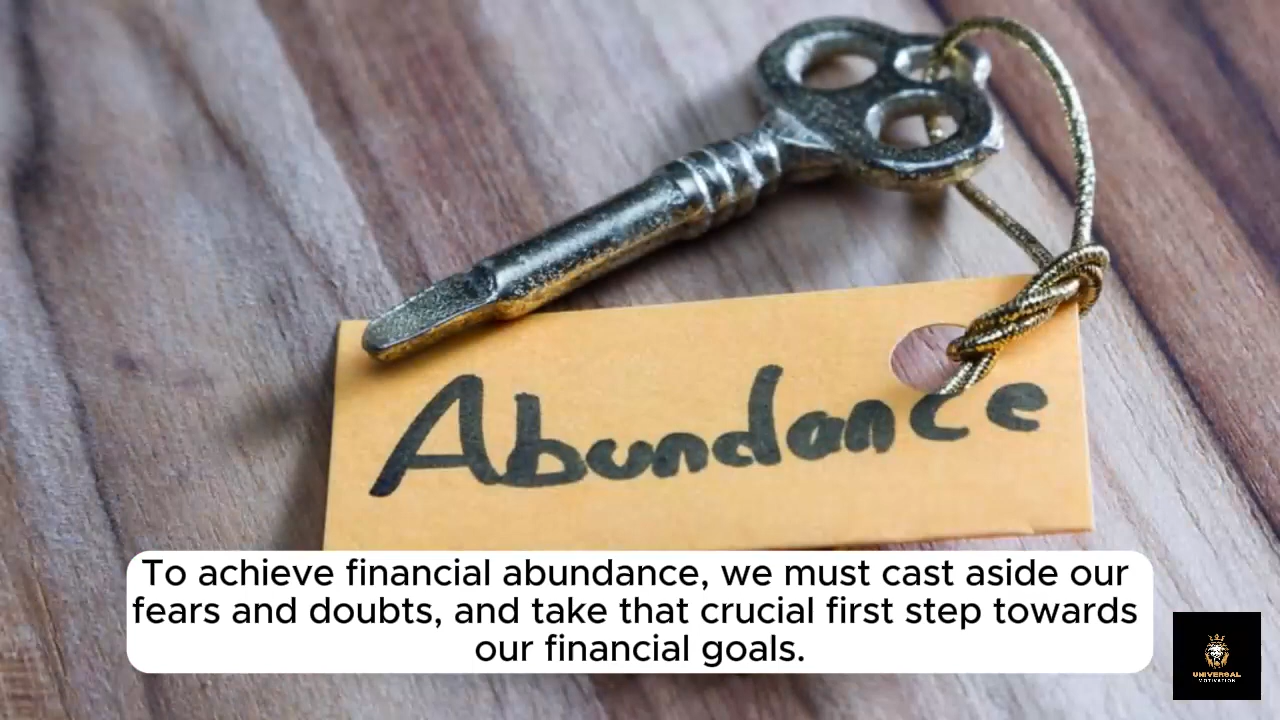 Abundance
To achieve financial abundance, we must cast aside our
fears and doubts, and take that crucial first step towards
our financial goals.
UNIVERSAL
MOTIVATION